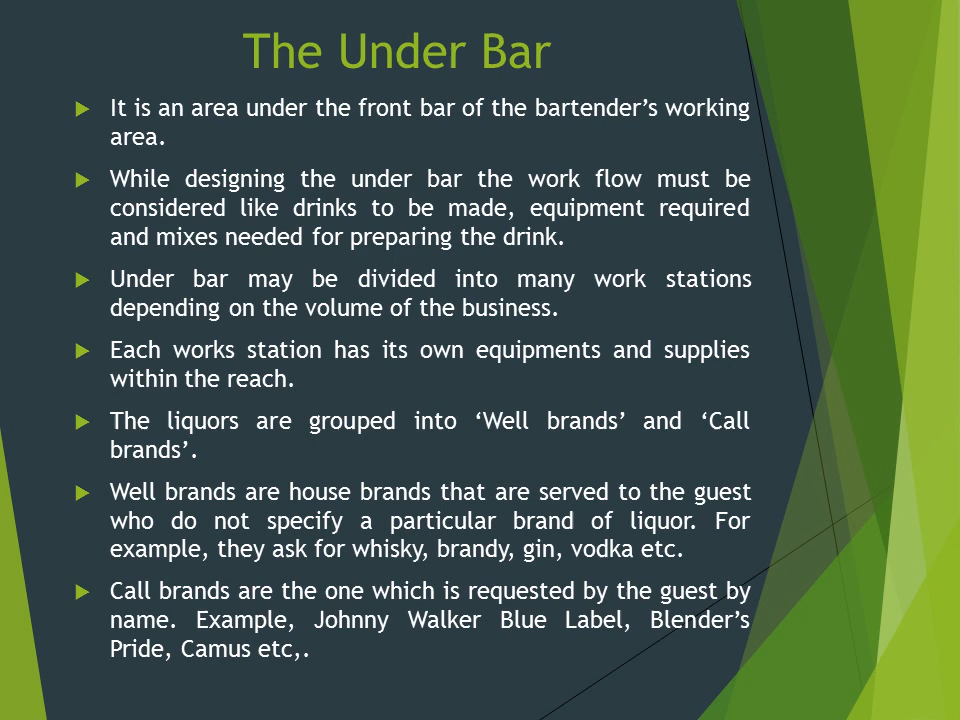 The Under Bar
It is an area under the front bar of the bartender’s working
area.
While designing the under bar the work flow must be
considered like drinks to be made, equipment required
and mixes needed for preparing the drink.
Under bar may be divided into many work stations
depending on the volume of the business.
Each works station has its own equipments and supplies
within the reach.
The liquors are grouped into ‘Well brands’ and ‘Call
brands’.
Well brands are house brands that are served to the guest
who do not specify a particular brand of liquor. For
example, they ask for whisky, brandy, gin, vodka etc.
Call brands are the one which is requested by the guest by
name. Example, Johnny Walker Blue Label, Blender’s
Pride, Camus etc,.